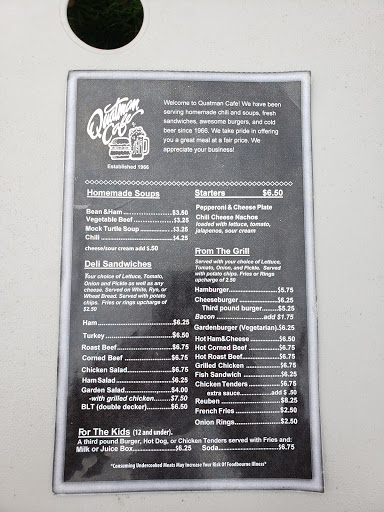 Quatman
Cafe
Established 1966
Welcome to Quatman Cafe! We have been
serving homemade chili and soups, fresh
sandwiches, awesome burgers, and cold
beer since 1966. We take pride in offering
you a great meal at a fair price. We
appreciate your business!
Homemade Soups
Bean &Ham.................$3.50
Vegetable Beef............$3.25
Mock Turtle Soup.........$3.25
Chili............................$4.25
cheese/sour cream add $.50
Deli Sandwiches
Your choice of Lettuce, Tomato,
Onion and Pickle as well as any
cheese. Served on White, Rye, or
Wheat Bread. Served with potato
chips. Fries or rings upcharge of
$2.50
Ham............................$6.25
Turkey.........................$6.50
Roast Beef..................$6.75
Corned Beef................$6.75
Chicken Salad.............$6.75
Ham Salad...................$6.25
Garden Salad..............$4.00
-with grilled chicken.......$7.50
BLT (double decker)........$6.50
Starters $6.50
Pepperoni & Cheese Plate
Chili Cheese Nachos
loaded with lettuce, tomato,
jalapenos, sour cream
From The Grill
Served with your choice of Lettuce,
Tomato, Onion, and Pickle. Served
with potato chips. Fries or Rings
upcharge of 2.50
Hamburger...................$5.75
Cheeseburger...............$6.25
Third pound burger.....$5.25
Bacon ..................add $1.75
Gardenburger (Vegetarian).$6.25
Hot Ham&Cheese ..........$6.50
Hot Corned Beef ............$6.75
Hot Roast Beef...............$6.75
Grilled Chicken ..............$6.75
Fish Sandwich ...............$6.25
Chicken Tenders ............$6.75
extra sauce.............add $ .50
Reuben .......................$8.25
French Fries ................$2.50
Onion Rings.................$2.50
For The Kids (12 and under).
A third pound Burger, Hot Dog, or Chicken Tenders served with Fries and:
Milk or Juice Box.............$6.25 Soda..............$6.75
*Consuming Undercooked Meats May Increase Your Risk Of Foodbourne Illness*